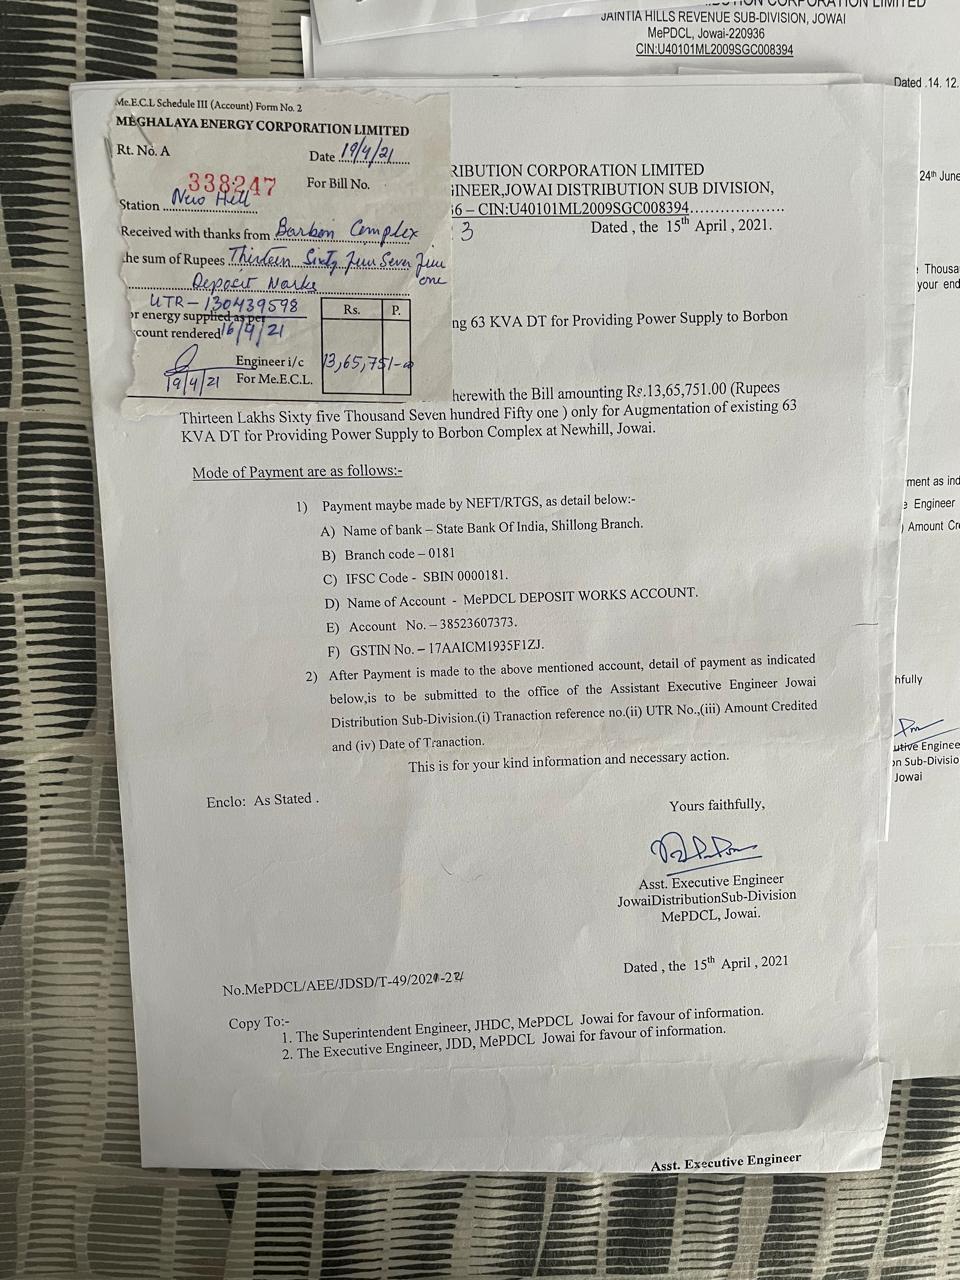 BUTION CORPORATION LIMITED
JAINTIA HILLS REVENUE SUB-DIVISION, JOWAI
MePDCL, Jowai-220936
CIN:U40101ML2009SGC008394
Dated .14. 12.
24th June
Thousa
your end
ment as ind
Engineer
Amount Cre
hfully
utive Enginee
on Sub-Divisio
Jowai
Me.E.C.L Schedule III (Account) Form No. 2
MEGHALAYA ENERGY CORPORATION LIMITED
Rt. No. A
Date 19/4/21
338247
For Bill No.
Station New Hill
Received with thanks from Borbon Complex
he sum of Rupees Thirteen Sixty five Seven five
one
Deposit Works
UTR - 130439598
or energy supplied as per
count rendered 16/4/21
Rs. P.
13,65,751-00
Engineer i/c
19/4/21 For Me.E.C.L.
RIBUTION CORPORATION LIMITED
GINEER,JOWAI DISTRIBUTION SUB DIVISION,
6 – CIN:U40101ML2009SGC008394..................
3 Dated , the 15th April , 2021.
ng 63 KVA DT for Providing Power Supply to Borbon
herewith the Bill amounting Rs.13,65,751.00 (Rupees
Thirteen Lakhs Sixty five Thousand Seven hundred Fifty one ) only for Augmentation of existing 63
KVA DT for Providing Power Supply to Borbon Complex at Newhill, Jowai.
Mode of Payment are as follows:-
1) Payment maybe made by NEFT/RTGS, as detail below:-
A) Name of bank – State Bank Of India, Shillong Branch.
B) Branch code – 0181
C) IFSC Code - SBIN 0000181.
D) Name of Account - MePDCL DEPOSIT WORKS ACCOUNT.
E) Account No. – 38523607373.
F) GSTIN No. – 17AAICM1935F1ZJ.
2) After Payment is made to the above mentioned account, detail of payment as indicated
below,is to be submitted to the office of the Assistant Executive Engineer Jowai
Distribution Sub-Division.(i) Tranaction reference no.(ii) UTR No.,(iii) Amount Credited
and (iv) Date of Tranaction.
This is for your kind information and necessary action.
Enclo: As Stated .
Yours faithfully,
Asst. Executive Engineer
JowaiDistributionSub-Division
MePDCL, Jowai.
No.MePDCL/AEE/JDSD/T-49/2021-22
Dated , the 15th April , 2021
Copy To:-
1. The Superintendent Engineer, JHDC, MePDCL Jowai for favour of information.
2. The Executive Engineer, JDD, MePDCL Jowai for favour of information.
Asst. Executive Engineer